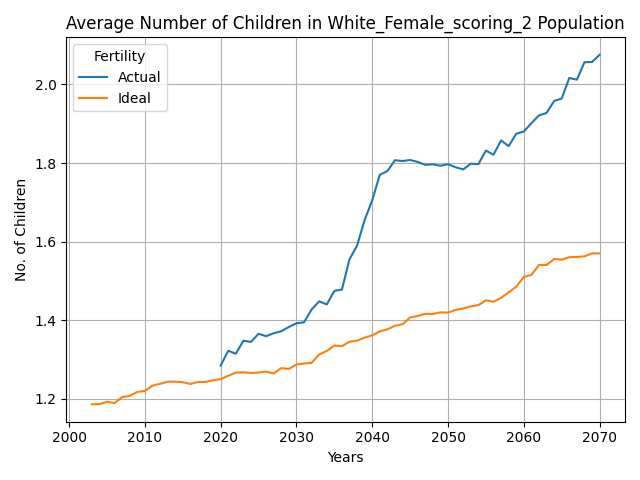 Average Number of Children in White_Female_scoring_2 Population
Fertility
Actual
Ideal
No. of Children
2.0
1.8
1.6
1.4
1.2
2000 2010 2020 2030 2040 2050 2060 2070
Years